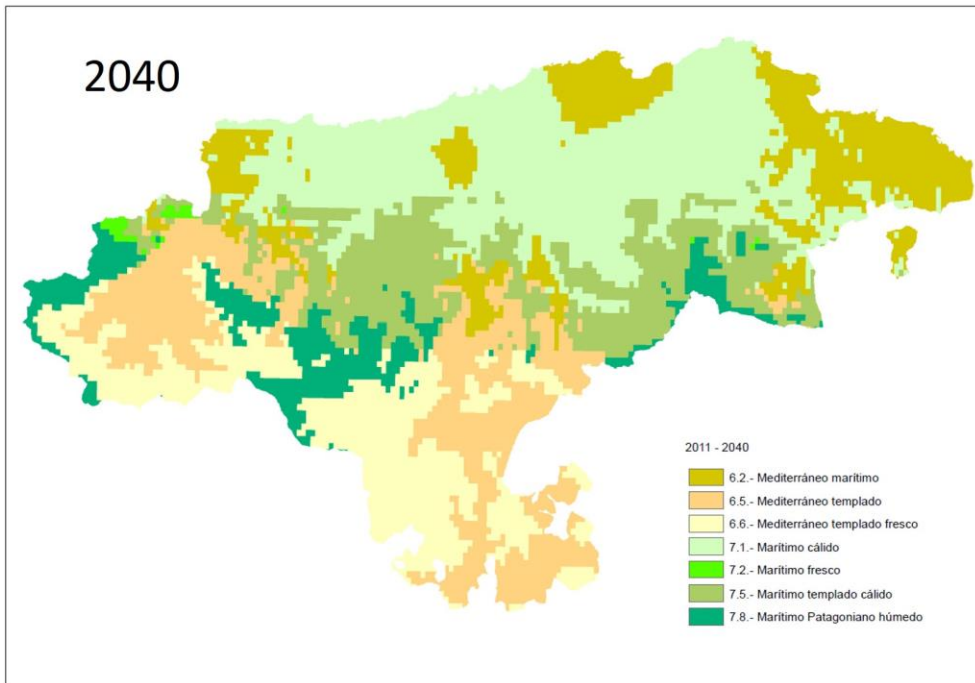 2040
2011 - 2040
6.2.- Mediterráneo marítimo
6.5.- Mediterráneo templado
6.6.- Mediterráneo templado fresco
7.1.- Marítimo cálido
7.2.- Marítimo fresco
7.5.- Marítimo templado cálido
7.8.- Marítimo Patagoniano húmedo